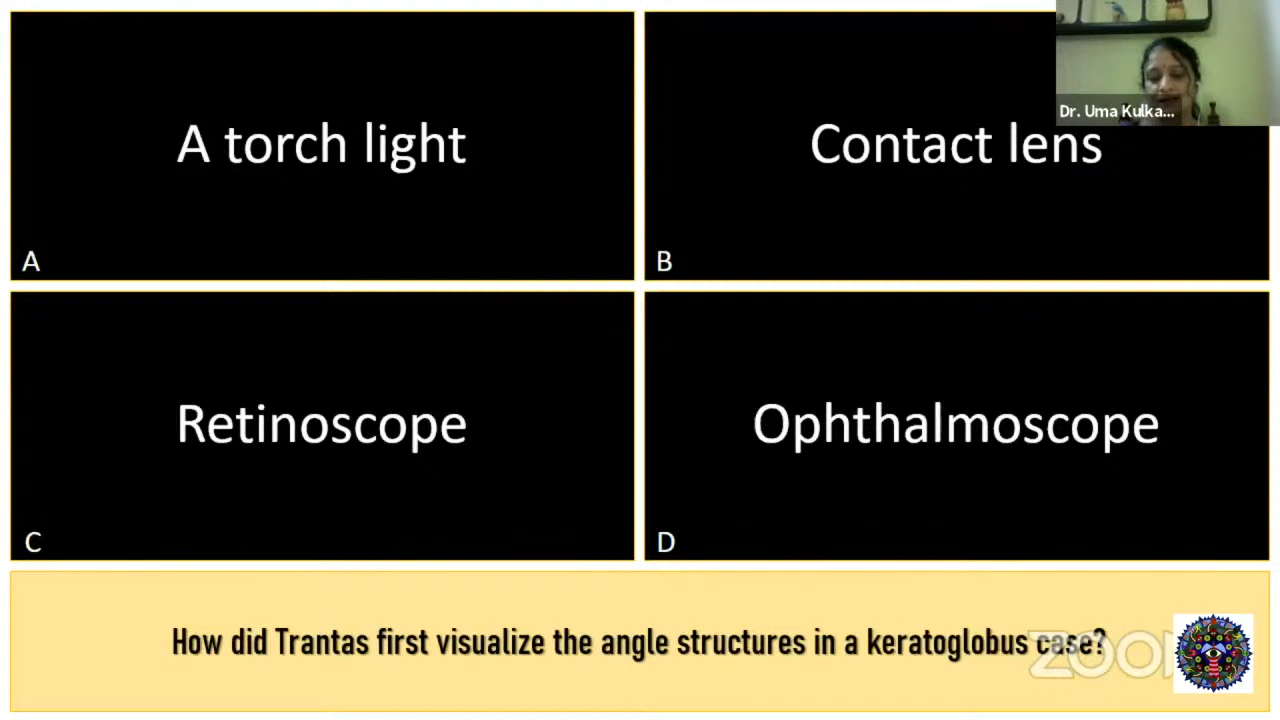 A torch light
A
Dr. Uma Kulka...
Contact lens
B
Retinoscope
C
Ophthalmoscope
D
How did Trantas first visualize the angle structures in a keratoglobus case?
ZOOM